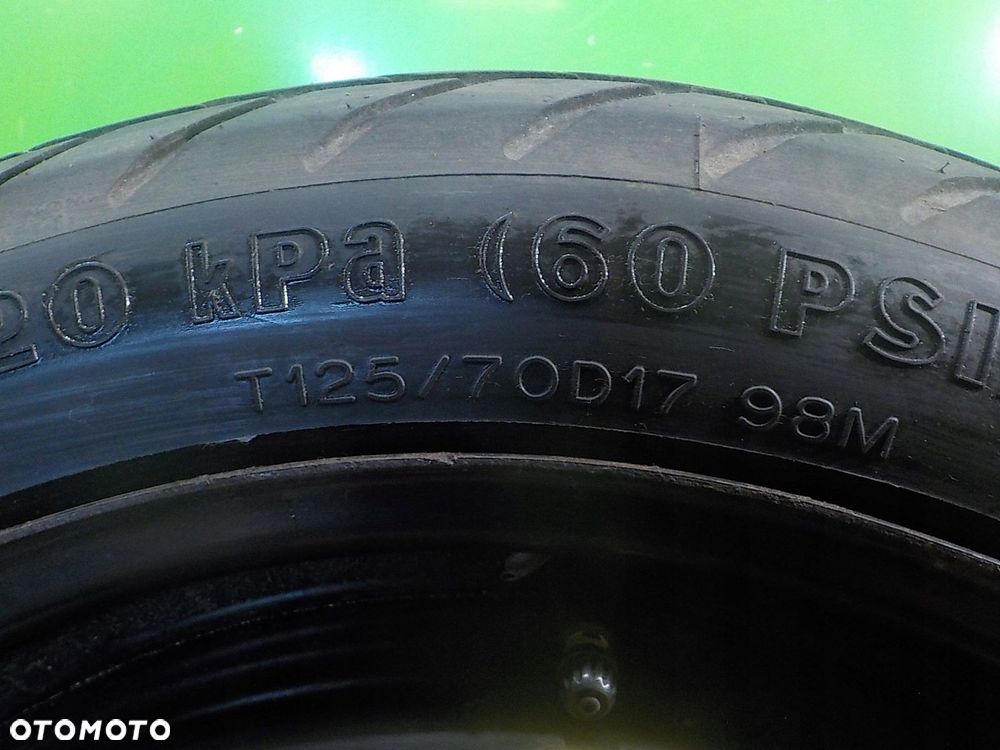 20 kPa (60 PSI
T125/70D17 98M
OTOMOTO